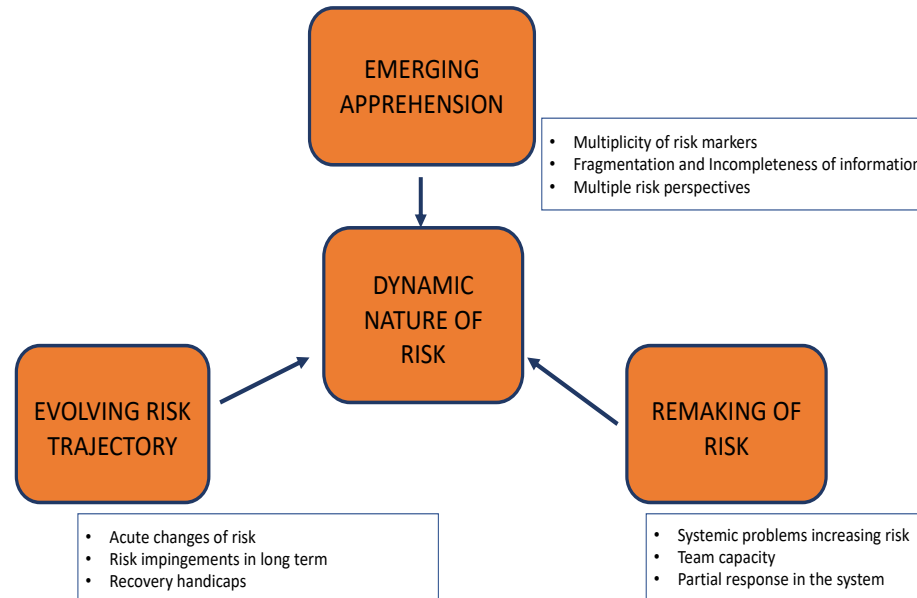 EMERGING
APPREHENSION
• Multiplicity of risk markers
• Fragmentation and Incompleteness of information
• Multiple risk perspectives
DYNAMIC
NATURE OF
RISK
EVOLVING RISK
TRAJECTORY
REMAKING OF
RISK
• Acute changes of risk
• Risk impingements in long term
• Recovery handicaps
• Systemic problems increasing risk
• Team capacity
• Partial response in the system